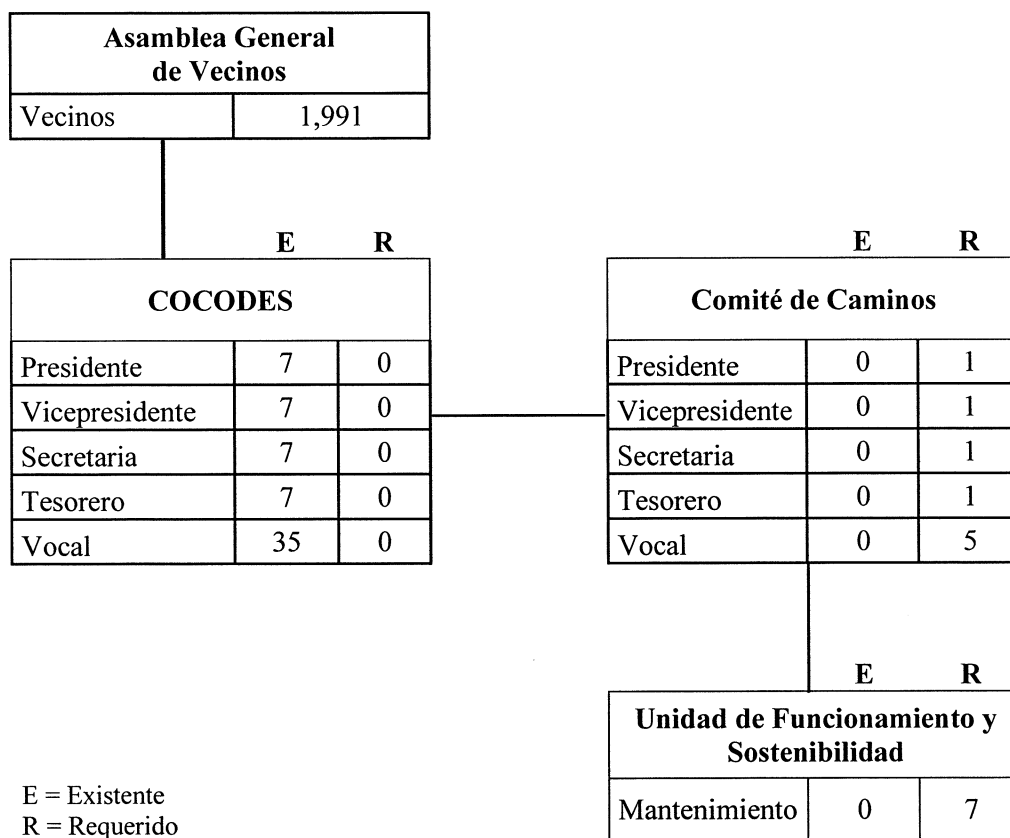 Asamblea General
de Vecinos
Vecinos 1,991
E R
COCODES
Presidente 7 0
Vicepresidente 7 0
Secretaria 7 0
Tesorero 7 0
Vocal 35 0
E R
Comité de Caminos
Presidente 0 1
Vicepresidente 0 1
Secretaria 0 1
Tesorero 0 1
Vocal 0 5
E R
Unidad de Funcionamiento y
Sostenibilidad
Mantenimiento 0 7
E = Existente
R = Requerido